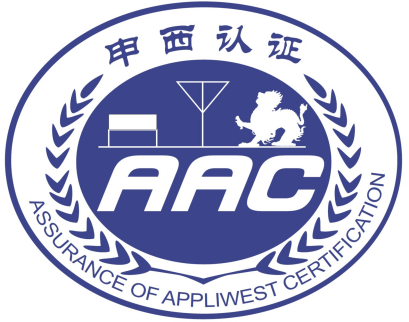 申西认证
AAC
ASSURANCE OF APPLIWEST CERTIFICATION